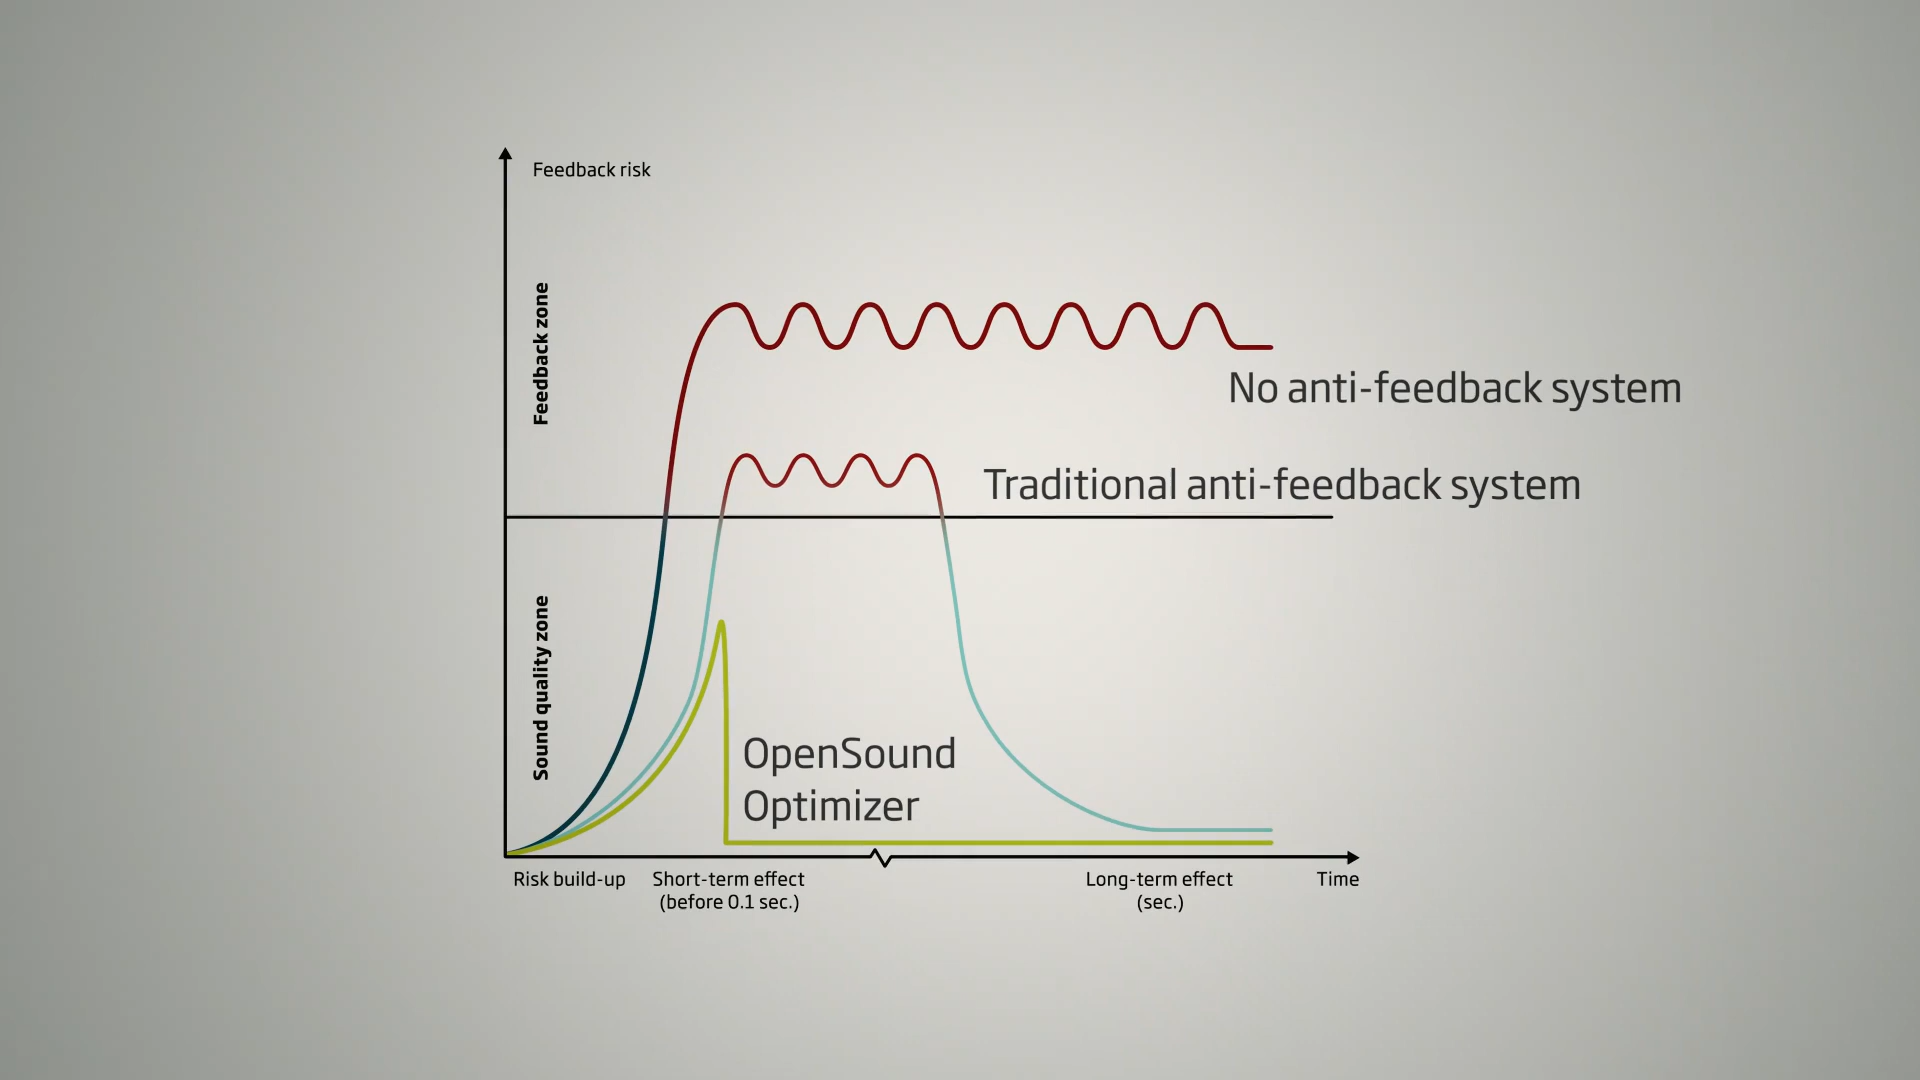 Feedback risk
Feedback zone
No anti-feedback system
Traditional anti-feedback system
Sound quality zone
OpenSound
Optimizer
Risk build-up
Short-term effect
(before 0.1 sec.)
Long-term effect
(sec.)
Time